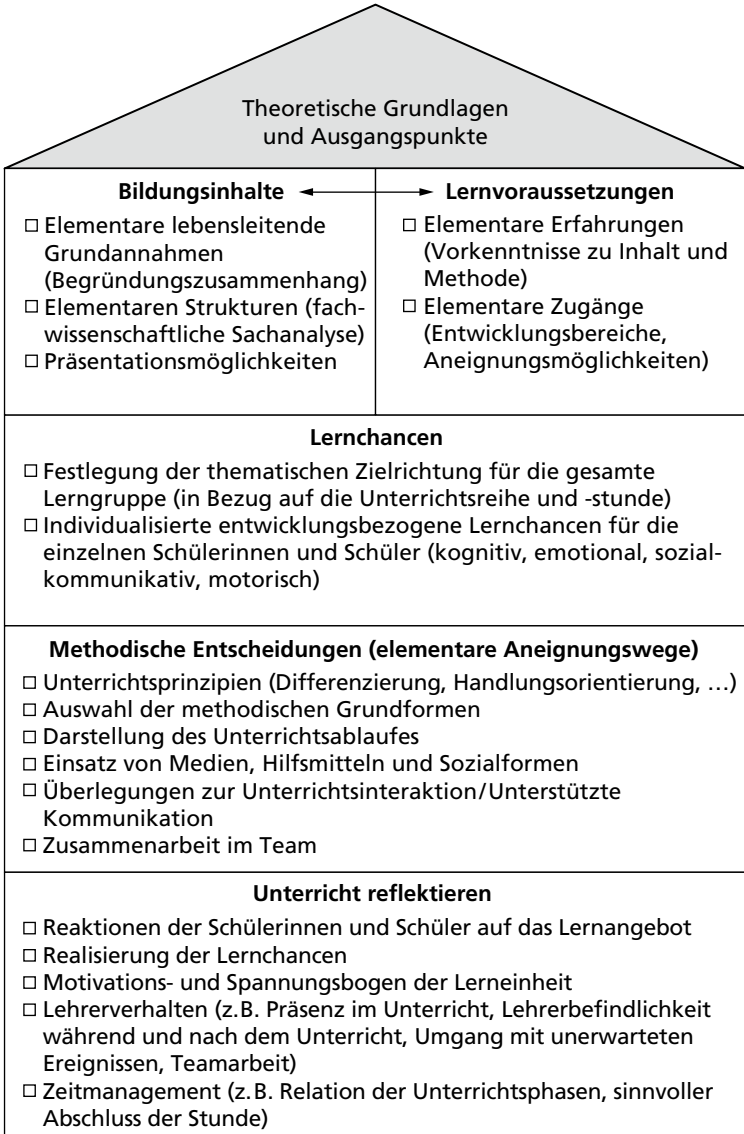 Theoretische Grundlagen
und Ausgangspunkte
Bildungsinhalte
Elementare lebensleitende
Grundannahmen
(Begründungszusammenhang)
Elementaren Strukturen (fach-
wissenschaftliche Sachanalyse)
Präsentationsmöglichkeiten
Lernvoraussetzungen
Elementare Erfahrungen
(Vorkenntnisse zu Inhalt und
Methode)
Elementare Zugänge
(Entwicklungsbereiche,
Aneignungsmöglichkeiten)
Lernchancen
Festlegung der thematischen Zielrichtung für die gesamte
Lerngruppe (in Bezug auf die Unterrichtsreihe und -stunde)
Individualisierte entwicklungsbezogene Lernchancen für die
einzelnen Schülerinnen und Schüler (kognitiv, emotional, sozial-
kommunikativ, motorisch)
Methodische Entscheidungen (elementare Aneignungswege)
Unterrichtsprinzipien (Differenzierung, Handlungsorientierung, …)
Auswahl der methodischen Grundformen
Darstellung des Unterrichtsablaufes
Einsatz von Medien, Hilfsmitteln und Sozialformen
Überlegungen zur Unterrichtsinteraktion/Unterstützte
Kommunikation
Zusammenarbeit im Team
Unterricht reflektieren
Reaktionen der Schülerinnen und Schüler auf das Lernangebot
Realisierung der Lernchancen
Motivations- und Spannungsbogen der Lerneinheit
Lehrerverhalten (z.B. Präsenz im Unterricht, Lehrerbefindlichkeit
während und nach dem Unterricht, Umgang mit unerwarteten
Ereignissen, Teamarbeit)
Zeitmanagement (z.B. Relation der Unterrichtsphasen, sinnvoller
Abschluss der Stunde)